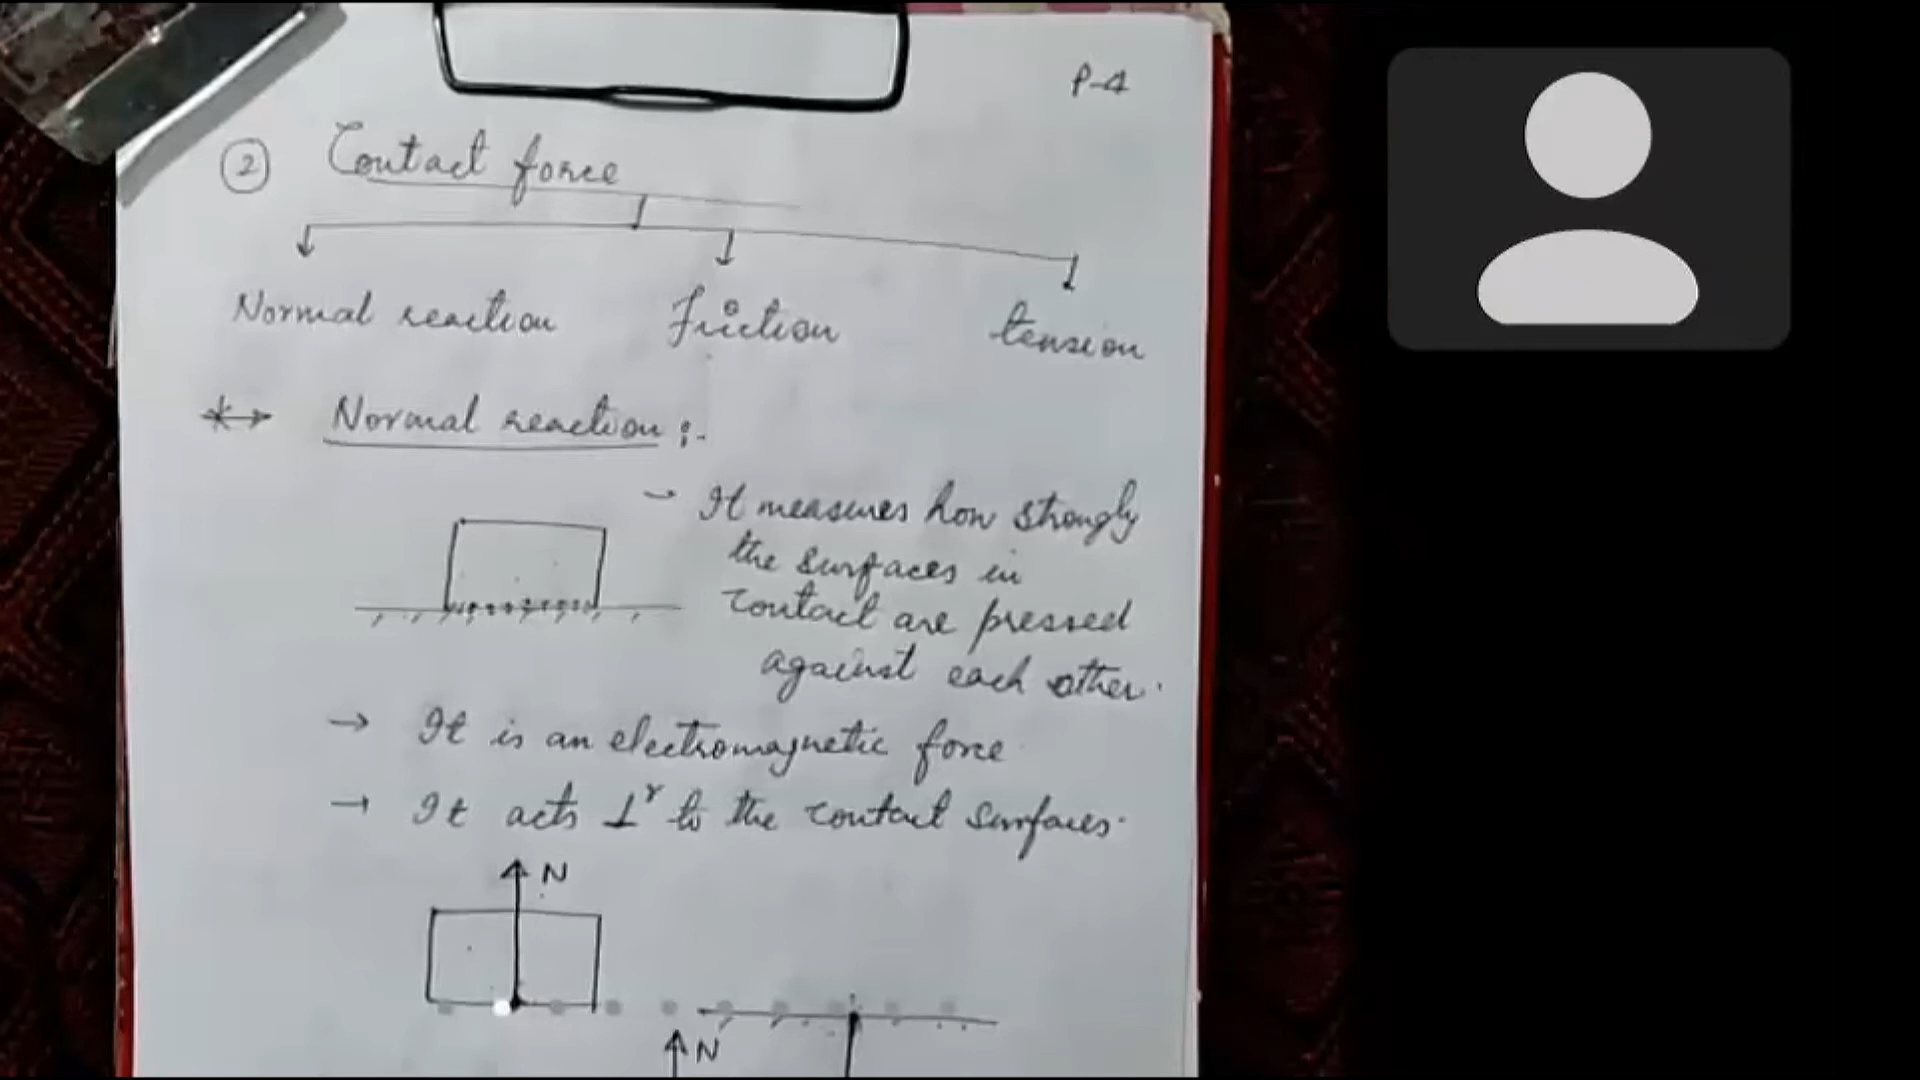 P-4
② Contact force
Normal reaction friction tension
Normal reaction :-
- It measures how strongly
the surfaces in
contact are pressed
against each other.
→ It is an electromagnetic force
→ It acts ⊥r to the contact surfaces.
N
N